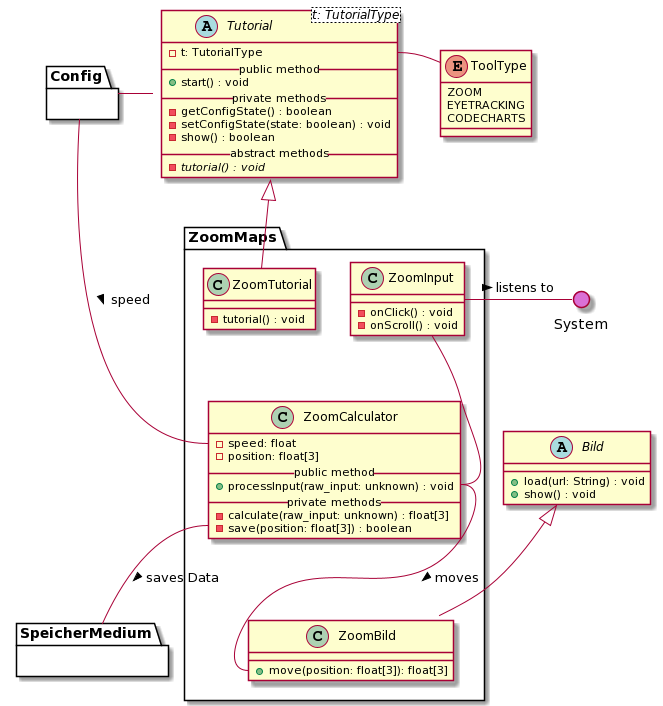 Tutorial
t: TutorialType
t: TutorialType
public method
start() : void
private methods
getConfigState() : boolean
setConfigState(state: boolean) : void
show() : boolean
abstract methods
tutorial() : void
E ToolType
ZOOM
EYETRACKING
CODECHARTS
Config
A
ZoomMaps
C ZoomTutorial
tutorial() : void
C ZoomInput
onClick() : void
onScroll() : void
listens to
System
speed
C ZoomCalculator
speed: float
position: float[3]
public method
processInput(raw_input: unknown) : void
private methods
calculate(raw_input: unknown) : float[3]
save(position: float[3]) : boolean
A Bild
load(url: String) : void
show() : void
saves Data
moves
SpeicherMedium
C ZoomBild
move(position: float[3]): float[3]